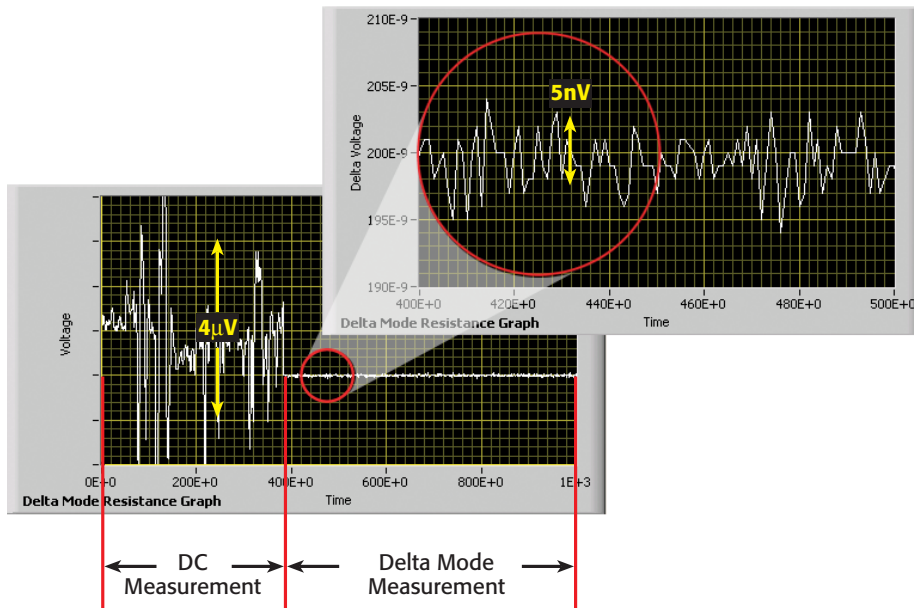 210E-9
205E-9
200E-9
195E-9
190E-9
Delta Voltage
5nV
400E+0 420E+0 440E+0 460E+0 480E+0 500E+0
Delta Mode Resistance Graph Time
Voltage
4µV
0E+0 200E+0 400E+0 600E+0 800E+0 1E+3
Delta Mode Resistance Graph Time
DC
Measurement
Delta Mode
Measurement